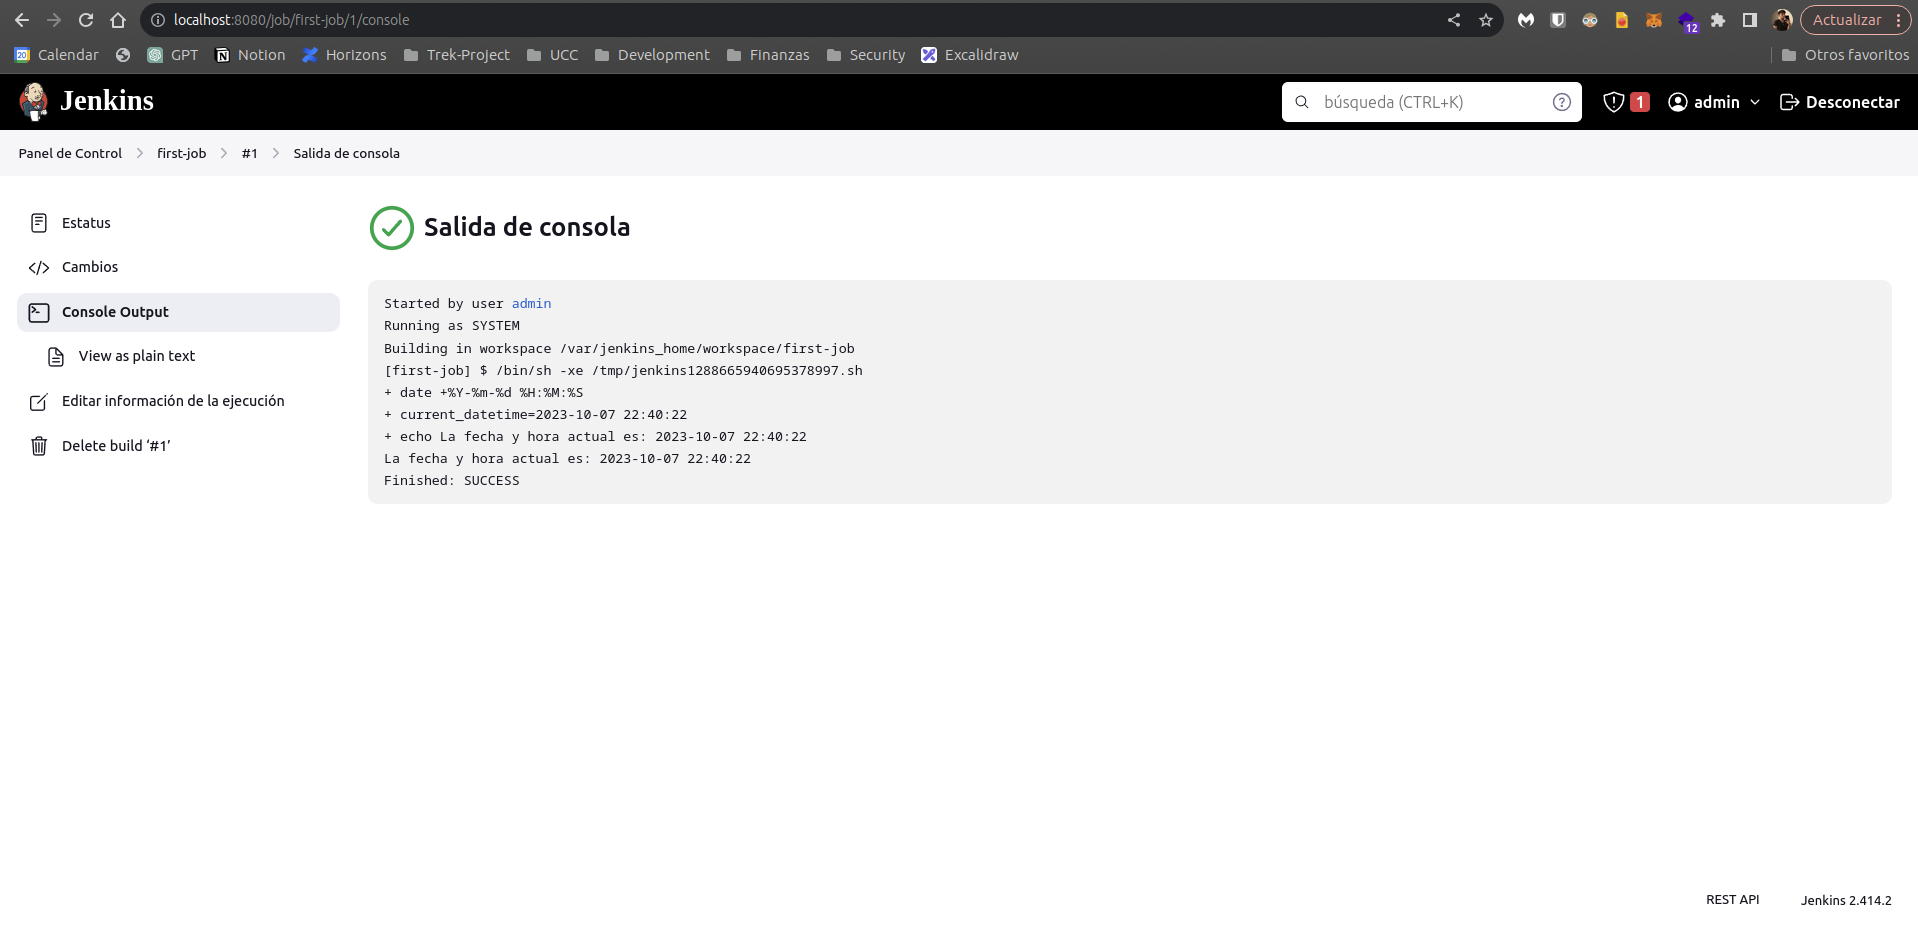 localhost:8080/job/first-job/1/console
Actualizar
12
20 Calendar GPT Notion Horizons Trek-Project UCC Development Finanzas Security Excalidraw Otros favoritos
Jenkins búsqueda (CTRL+K) 1 admin Desconectar
Panel de Control first-job #1 Salida de consola
Estatus
Cambios
Console Output
View as plain text
Editar información de la ejecución
Delete build ‘#1’
Salida de consola
Started by user admin
Running as SYSTEM
Building in workspace /var/jenkins_home/workspace/first-job
[first-job] $ /bin/sh -xe /tmp/jenkins1288665940695378997.sh
+ date +%Y-%m-%d %H:%M:%S
+ current_datetime=2023-10-07 22:40:22
+ echo La fecha y hora actual es: 2023-10-07 22:40:22
La fecha y hora actual es: 2023-10-07 22:40:22
Finished: SUCCESS
REST API Jenkins 2.414.2